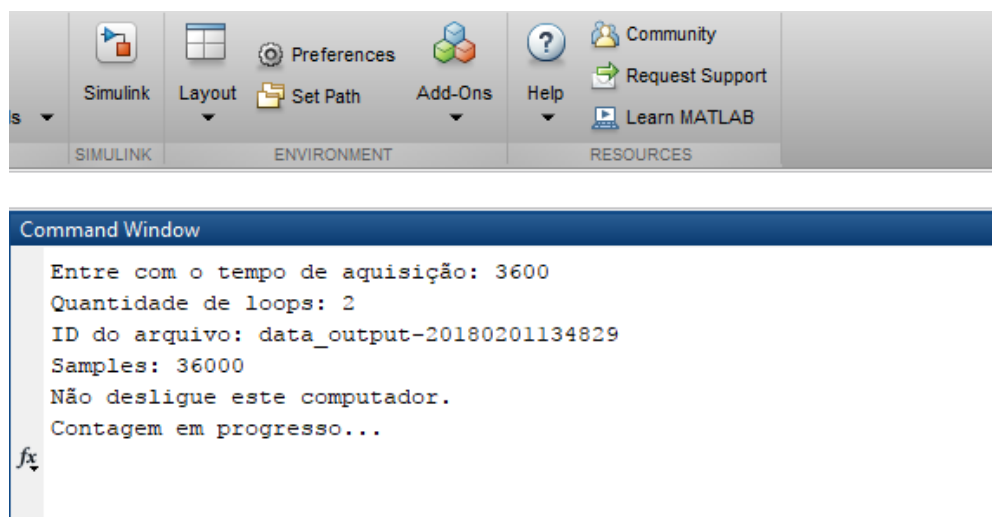 Community
Preferences
Request Support
Simulink
Layout
Set Path
Add-Ons
Help
ls
Learn MATLAB
SIMULINK
ENVIRONMENT
RESOURCES
Command Window
Entre com o tempo de aquisição: 3600
Quantidade de loops: 2
ID do arquivo: data_output-20180201134829
Samples: 36000
Não desligue este computador.
Contagem em progresso...
fx